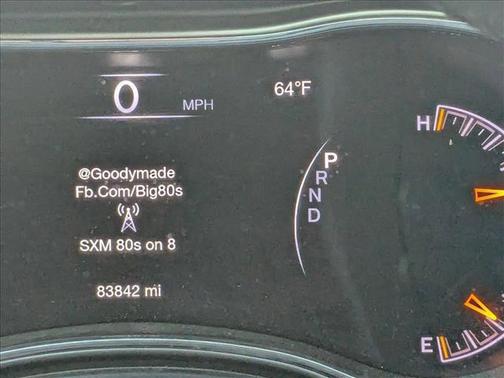 0 MPH
64°F
@Goodymade
Fb.Com/Big80s
SXM 80s on 8
83842 mi
P
R
N
D
H
E